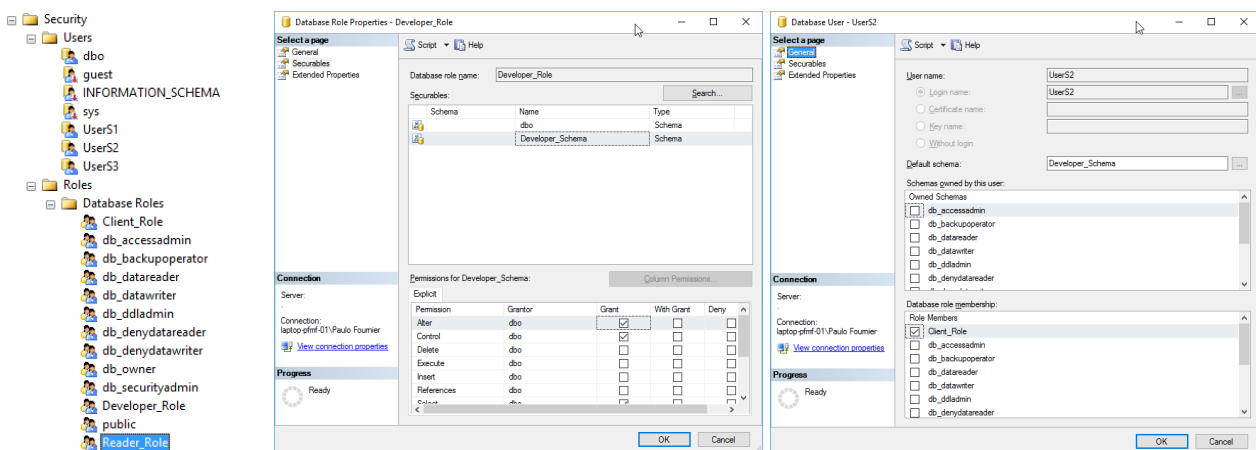 Security
Users
dbo
guest
INFORMATION_SCHEMA
sys
UserS1
UserS2
UserS3
Roles
Database Roles
Client_Role
db_accessadmin
db_backupoperator
db_datareader
db_datawriter
db_ddladmin
db_denydatareader
db_denydatawriter
db_owner
db_securityadmin
Developer_Role
public
Reader_Role
Database Role Properties - Developer_Role
Select a page
General
Securables
Extended Properties
Script Help
Database role name: Developer_Role
Securables: Search...
Schema Name Type
dbo Schema
Developer_Schema Schema
Permissions for Developer_Schema: Column Permissions...
Explicit
Permission Grantor Grant With Grant Deny
Alter dbo
Control dbo
Delete dbo
Execute dbo
Insert dbo
References dbo
Select dbo
Connection
Server:
.
Connection:
laptop-pfmf-01\Paulo Fournier
View connection properties
Progress
Ready
OK Cancel
Database User - UserS2
Select a page
General
Securables
Extended Properties
Script Help
User name: UserS2
Login name: UserS2
Certificate name:
Key name:
Without login
Default schema: Developer_Schema
Schemas owned by this user:
Owned Schemas
db_accessadmin
db_backupoperator
db_datareader
db_datawriter
db_ddladmin
db_denydatareader
Database role membership:
Role Members
Client_Role
db_accessadmin
db_backupoperator
db_datareader
db_datawriter
db_ddladmin
db_denydatareader
Connection
Server:
.
Connection:
laptop-pfmf-01\Paulo Fournier
View connection properties
Progress
Ready
OK Cancel